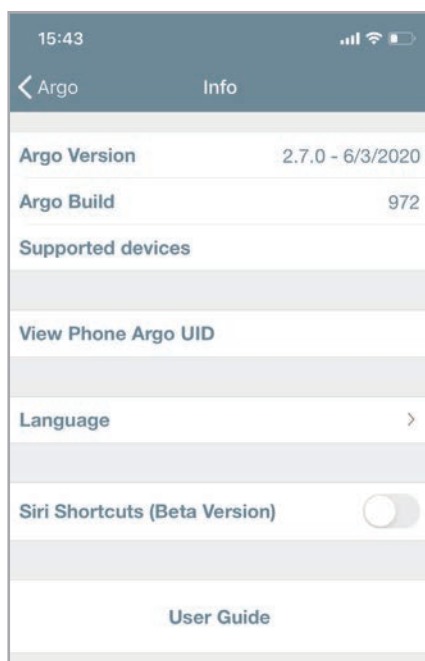 15:43
Argo Info
Argo Version 2.7.0 - 6/3/2020
Argo Build 972
Supported devices
View Phone Argo UID
Language
Siri Shortcuts (Beta Version)
User Guide